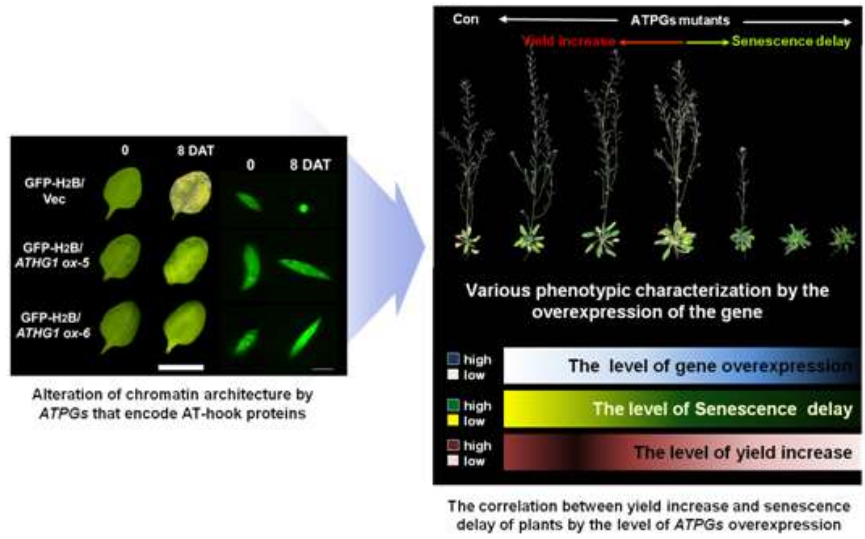 0 8 DAT
0 8 DAT
GFP-H2B/
Vec
GFP-H2B/
ATHG1 ox-5
GFP-H2B/
ATHG1 ox-6
Alteration of chromatin architecture by
ATPGs that encode AT-hook proteins
Con ATPGs mutants
Yield increase Senescence delay
Various phenotypic characterization by the
overexpression of the gene
high
low
The level of gene overexpression
high
low
The level of Senescence delay
high
low
The level of yield increase
The correlation between yield increase and senescence
delay of plants by the level of ATPGs overexpression